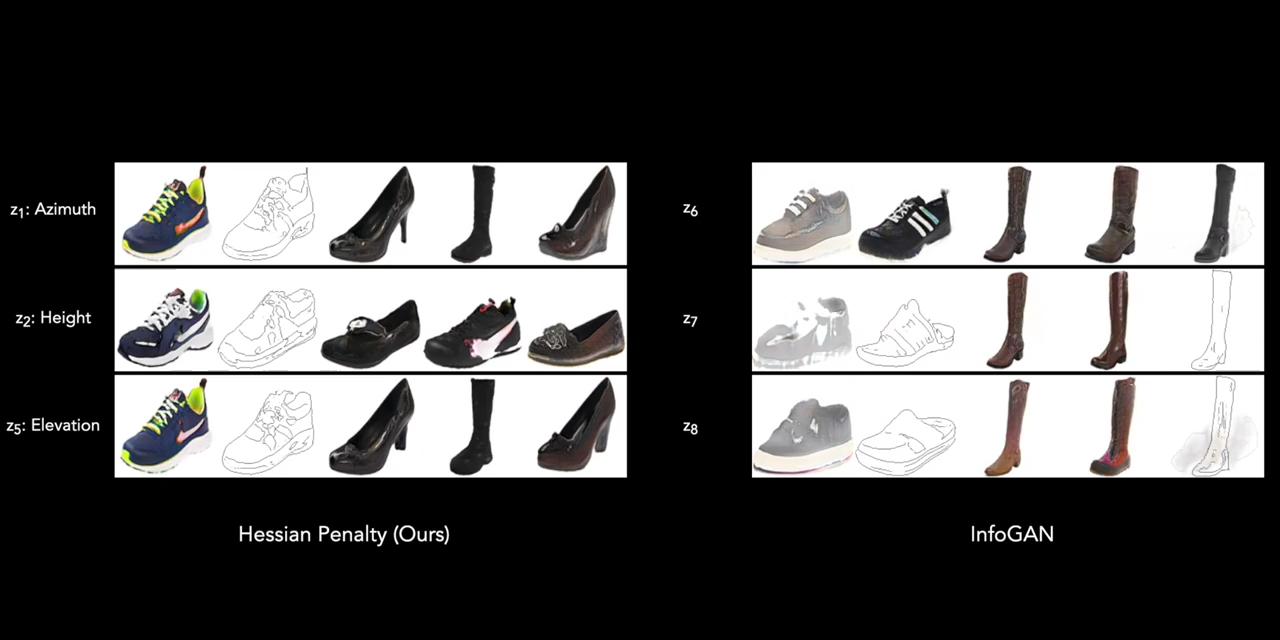 z1: Azimuth
z2: Height
z5: Elevation
Hessian Penalty (Ours)
z6
z7
z8
InfoGAN